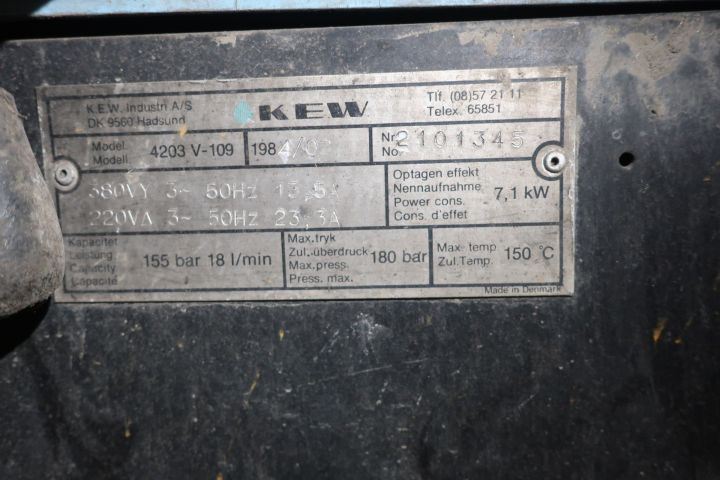 K.E.W. Industri A/S
DK 9560 Hadsund
KEW
Tlf. (08)57 21 11
Telex. 65851
Model
Modell
4203 V-109
1984/02
Nr.
No.
2101345
380VY 3~ 50Hz 13,5A
220VΔ 3~ 50Hz 23,3A
Optagen effekt
Nennaufnahme
Power cons.
Cons. d'effet
7,1 kW
Kapacitet
Leistung
Capacity
Capacité
155 bar 18 l/min
Max.tryk
Zul.überdruck
Max.press.
Press. max.
180 bar
Max. temp
Zul.Temp.
150 °C
Made in Denmark